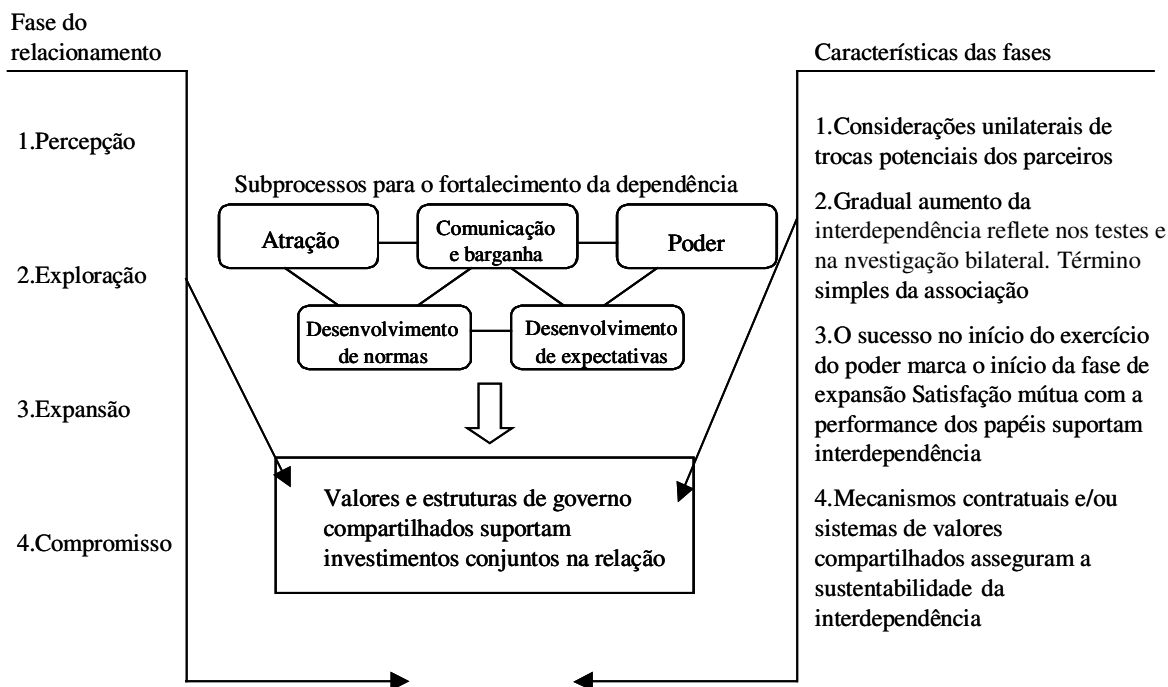 Fase do
relacionamento
1.Percepção
2.Exploração
3.Expansão
4.Compromisso
Subprocessos para o fortalecimento da dependência
Atração
Comunicação
e barganha
Poder
Desenvolvimento
de normas
Desenvolvimento
de expectativas
Valores e estruturas de governo
compartilhados suportam
investimentos conjuntos na relação
Características das fases
1.Considerações unilaterais de
trocas potenciais dos parceiros
2.Gradual aumento da
interdependência reflete nos testes e
na nvestigação bilateral. Término
simples da associação
3.O sucesso no início do exercício
do poder marca o início da fase de
expansão Satisfação mútua com a
performance dos papéis suportam
interdependência
4.Mecanismos contratuais e/ou
sistemas de valores
compartilhados asseguram a
sustentabilidade da
interdependência